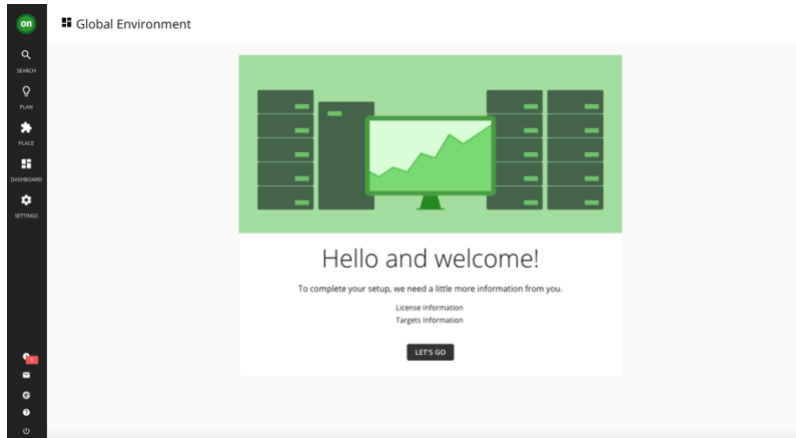 on
Global Environment
SEARCH
PLAN
PLACE
DASHBOARD
SETTINGS
Hello and welcome!
To complete your setup, we need a little more information from you.
License Information
Targets Information
LET'S GO
1